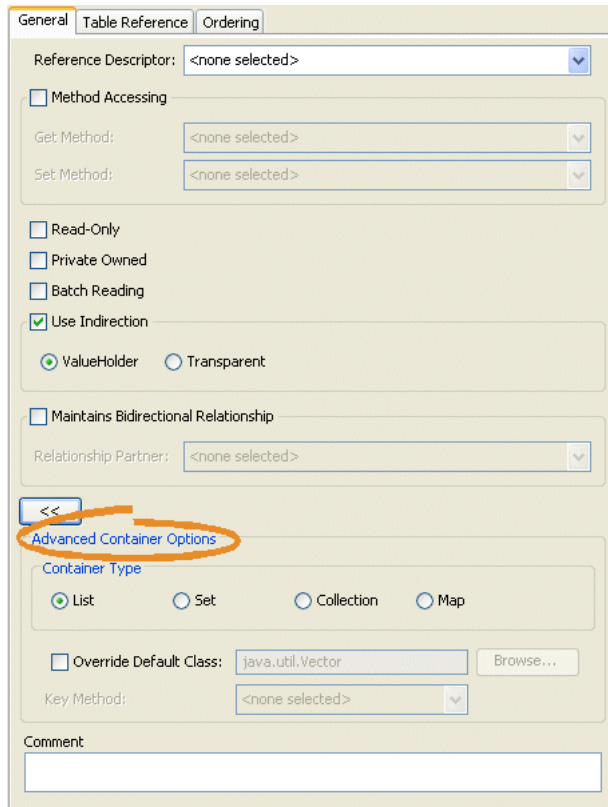 General Table Reference Ordering
Reference Descriptor: <none selected>
Method Accessing
Get Method: <none selected>
Set Method: <none selected>
Read-Only
Private Owned
Batch Reading
Use Indirection
ValueHolder Transparent
Maintains Bidirectional Relationship
Relationship Partner: <none selected>
<<
Advanced Container Options
Container Type
List Set Collection Map
Override Default Class: java.util.Vector Browse...
Key Method: <none selected>
Comment